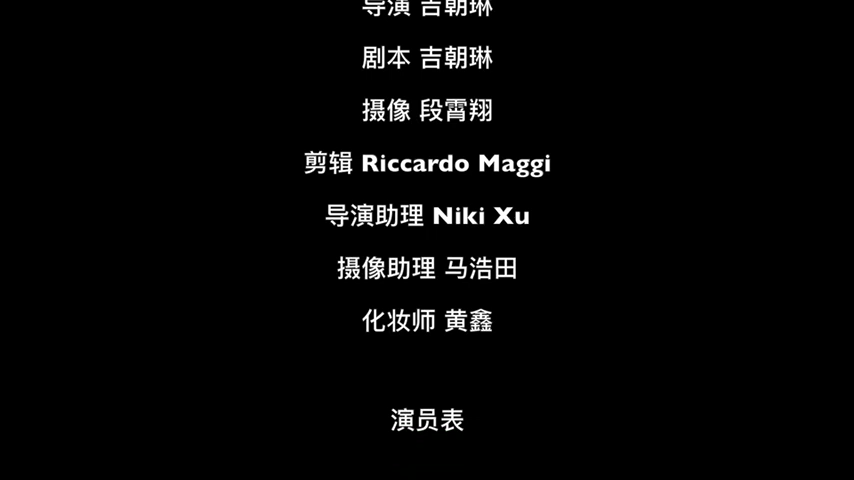 导演 吉朝琳
剧本 吉朝琳
摄像 段霄翔
剪辑 Riccardo Maggi
导演助理 Niki Xu
摄像助理 马浩田
化妆师 黄鑫
演员表